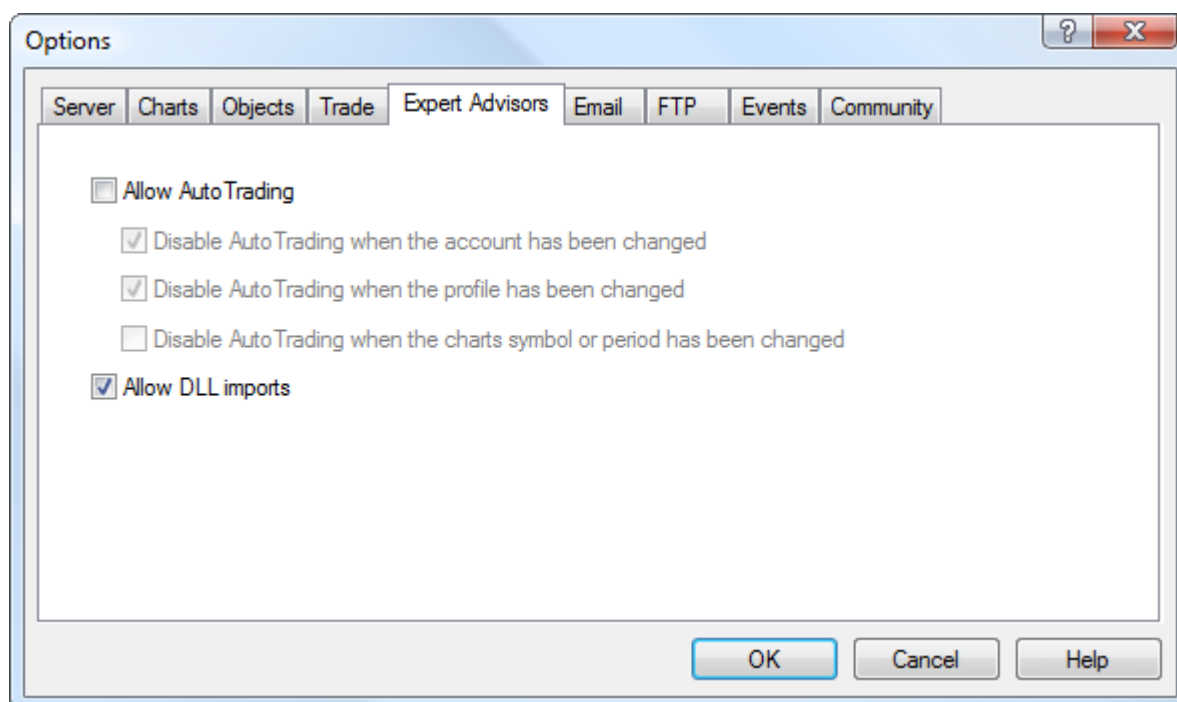 Options
Server Charts Objects Trade Expert Advisors Email FTP Events Community
Allow AutoTrading
Disable AutoTrading when the account has been changed
Disable AutoTrading when the profile has been changed
Disable AutoTrading when the charts symbol or period has been changed
Allow DLL imports
OK Cancel Help